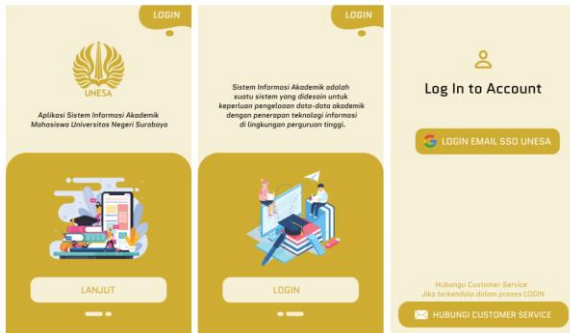 LOGIN
UNESA
Aplikasi Sistem Informasi Akademik
Mahasiswa Universitas Negeri Surabaya
LANJUT
LOGIN
Sistem Informasi Akademik adalah
suatu sistem yang didesain untuk
keperluan pengelolaan data-data akademik
dengan penerapan teknologi informasi
di lingkungan perguruan tinggi.
LOGIN
Log In to Account
LOGIN EMAIL SSO UNESA
Hubungu Customer Service
Jika terkendala dalam proses LOGIN
HUBUNGI CUSTOMER SERVICE